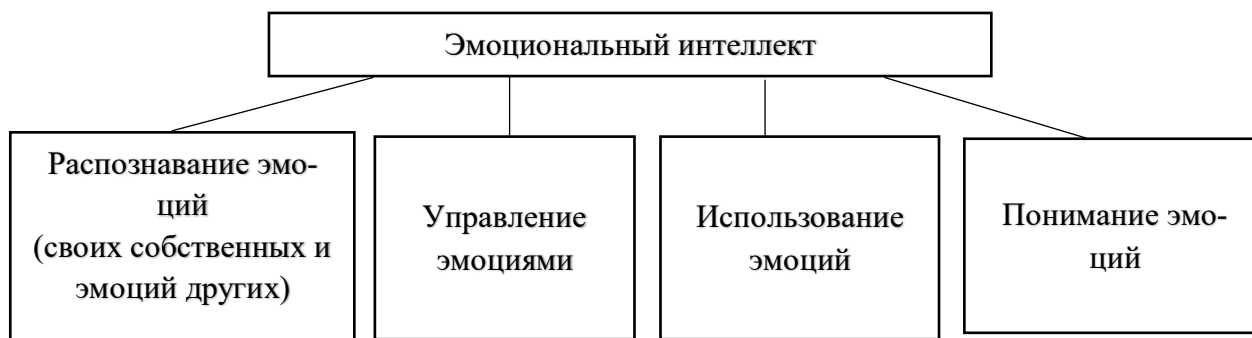 Эмоциональный интеллект
Распознавание эмо-
ций
(своих собственных и
эмоций других)
Управление
эмоциями
Использование
эмоций
Понимание эмо-
ций